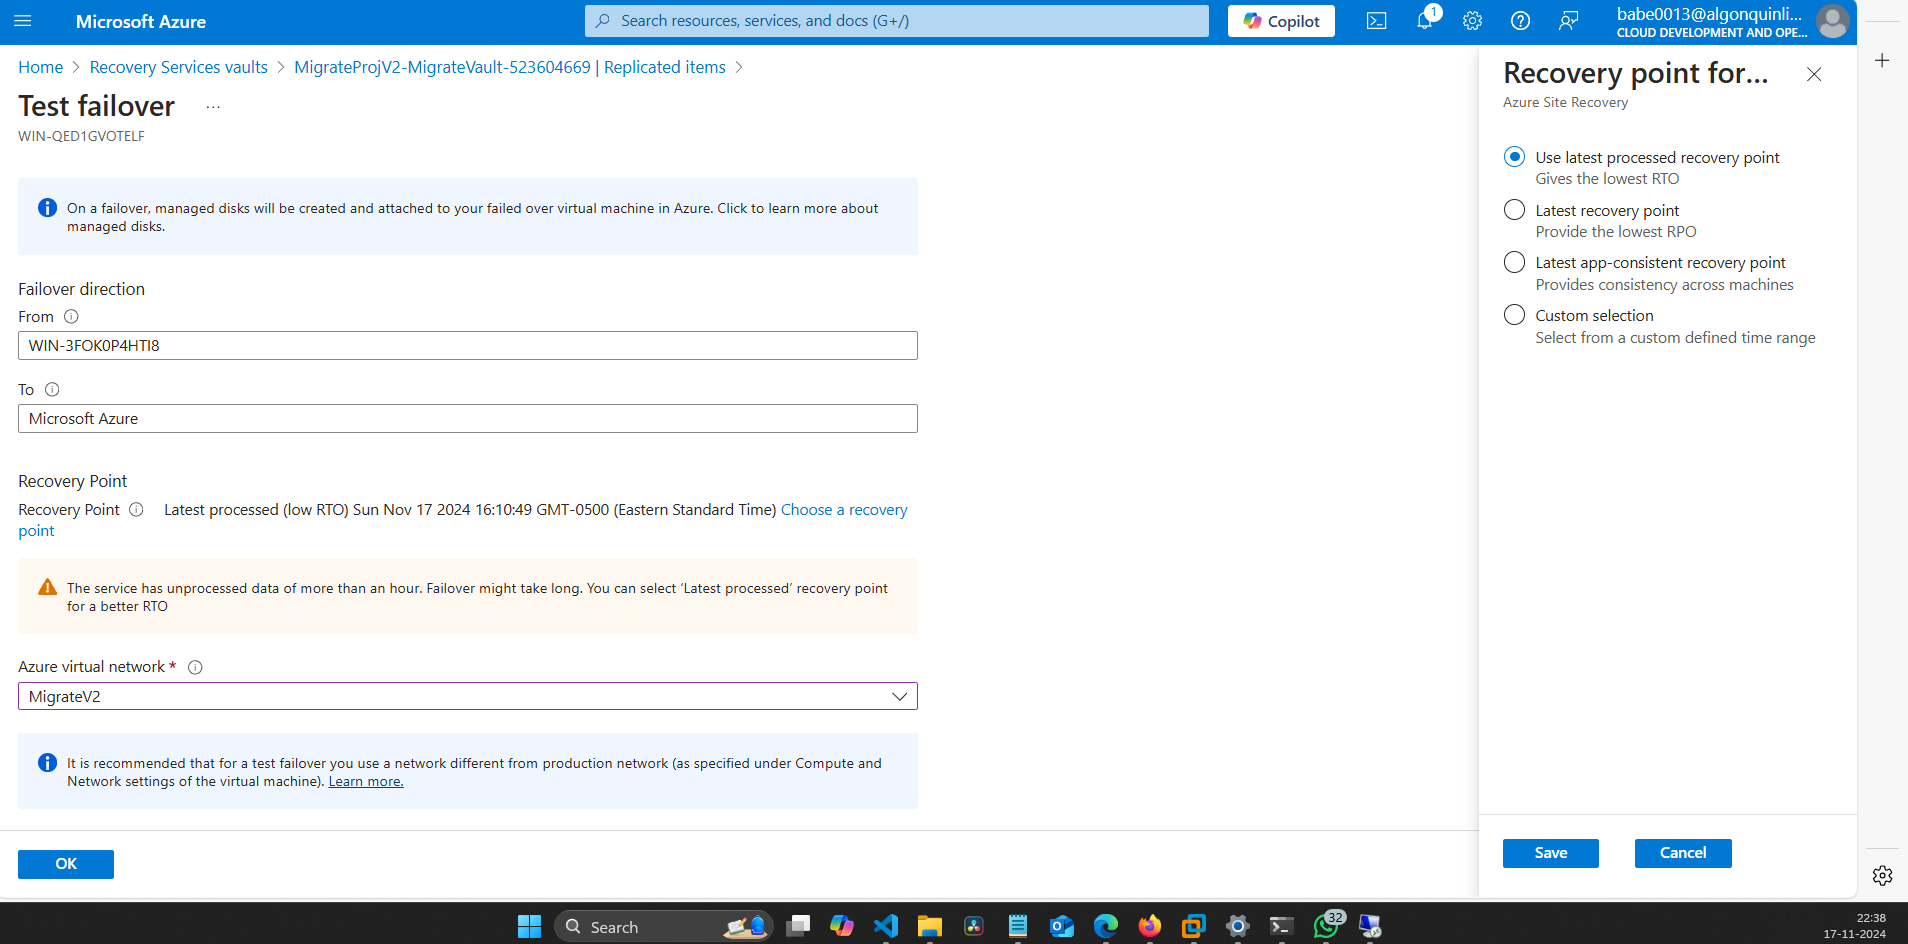 Microsoft Azure
Search resources, services, and docs (G+/)
Copilot
1
babe0013@algonquinli...
CLOUD DEVELOPMENT AND OPE...
Home > Recovery Services vaults > MigrateProjV2-MigrateVault-523604669 | Replicated items >
Test failover ...
WIN-QED1GVOTELF
On a failover, managed disks will be created and attached to your failed over virtual machine in Azure. Click to learn more about
managed disks.
Failover direction
From
WIN-3FOK0P4HTI8
To
Microsoft Azure
Recovery Point
Recovery Point Latest processed (low RTO) Sun Nov 17 2024 16:10:49 GMT-0500 (Eastern Standard Time) Choose a recovery
point
The service has unprocessed data of more than an hour. Failover might take long. You can select ‘Latest processed’ recovery point
for a better RTO
Azure virtual network *
MigrateV2
It is recommended that for a test failover you use a network different from production network (as specified under Compute and
Network settings of the virtual machine). Learn more.
OK
Recovery point for...
Azure Site Recovery
Use latest processed recovery point
Gives the lowest RTO
Latest recovery point
Provide the lowest RPO
Latest app-consistent recovery point
Provides consistency across machines
Custom selection
Select from a custom defined time range
Save
Cancel
Search
32
22:38
17-11-2024